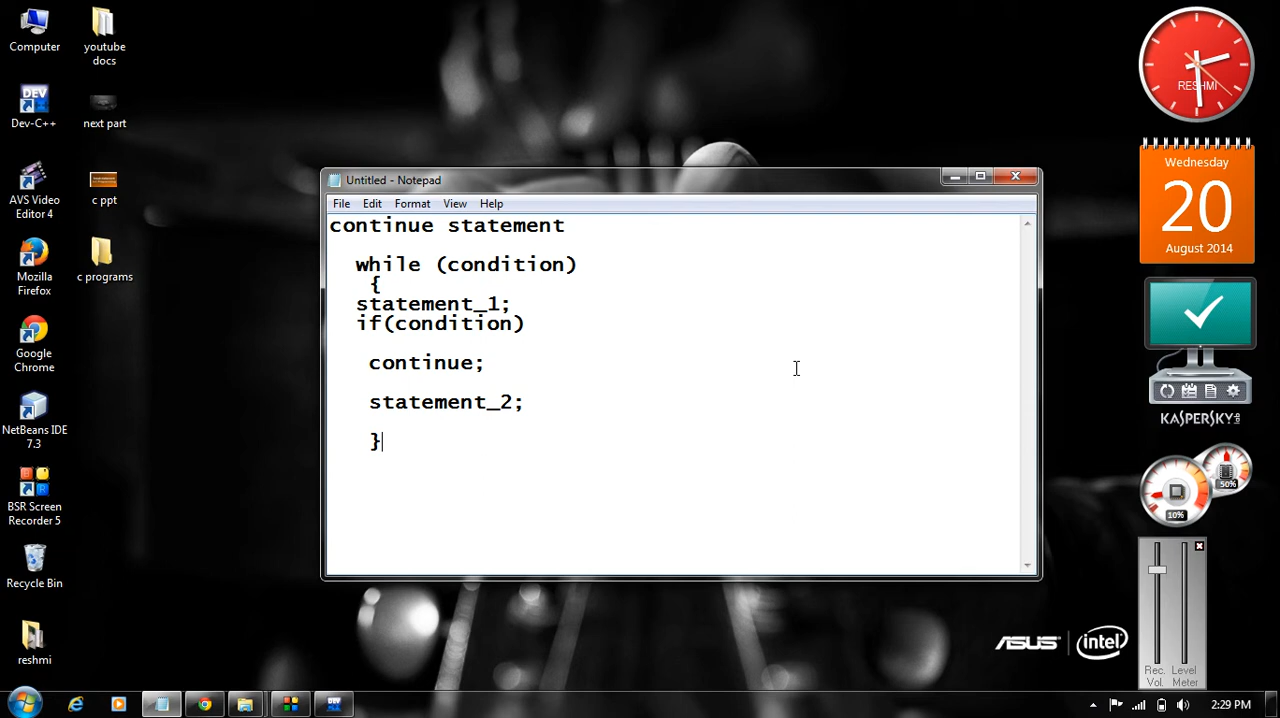 Computer
youtube
docs
Dev-C++
next part
AVS Video
Editor 4
c ppt
Mozilla
Firefox
c programs
Google
Chrome
NetBeans IDE
7.3
BSR Screen
Recorder 5
Recycle Bin
reshmi
Untitled - Notepad
File Edit Format View Help
continue statement
while (condition)
{
statement_1;
if(condition)
continue;
statement_2;
}
RESHMI
Wednesday
20
August 2014
KASPERSKY
50%
10%
Rec. Level
Vol. Meter
ASUS intel
DEV
DEV
2:29 PM